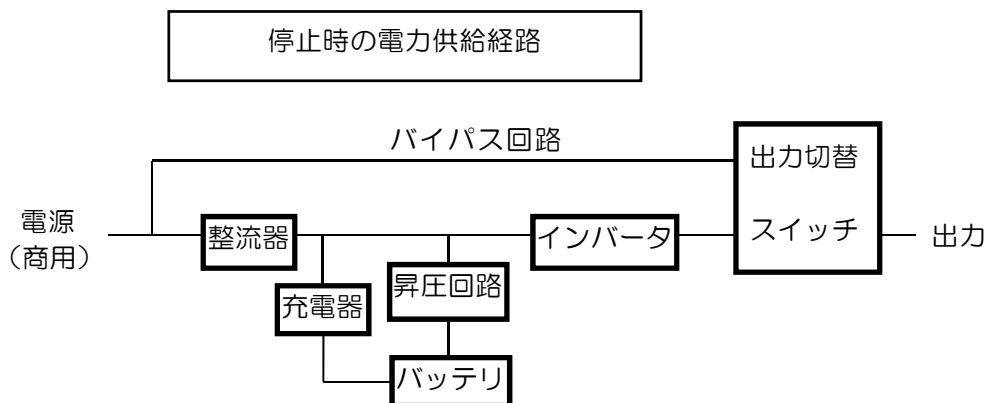 停止時の電力供給経路
バイパス回路
出力切替
スイッチ
電源
（商用）
整流器
インバータ
出力
充電器
昇圧回路
バッテリ